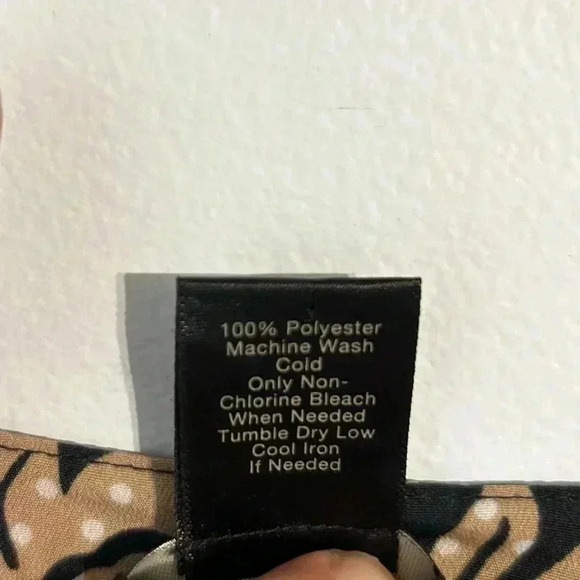 100% Polyester
Machine Wash
Cold
Only Non-
Chlorine Bleach
When Needed
Tumble Dry Low
Cool Iron
If Needed